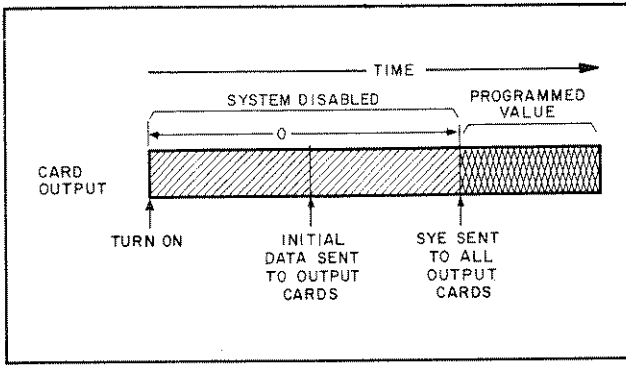 TIME
SYSTEM DISABLED
PROGRAMMED
VALUE
0
CARD
OUTPUT
TURN ON
INITIAL
DATA SENT
TO OUTPUT
CARDS
SYE SENT
TO ALL
OUTPUT
CARDS